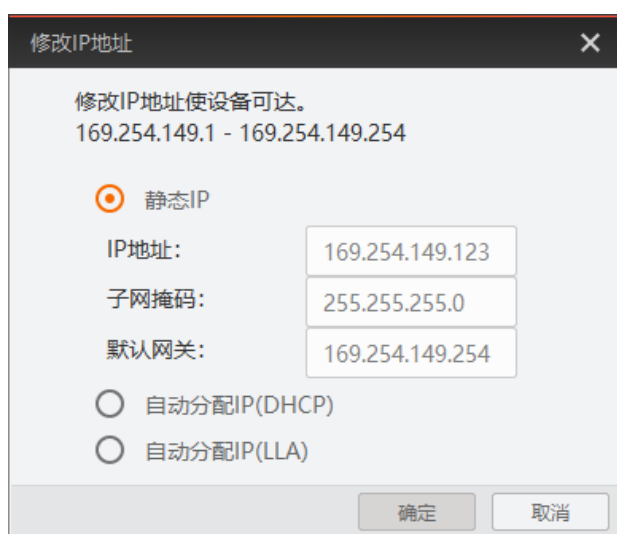 修改IP地址
修改IP地址使设备可达。
169.254.149.1 - 169.254.149.254
静态IP
IP地址: 169.254.149.123
子网掩码: 255.255.255.0
默认网关: 169.254.149.254
自动分配IP(DHCP)
自动分配IP(LLA)
确定 取消